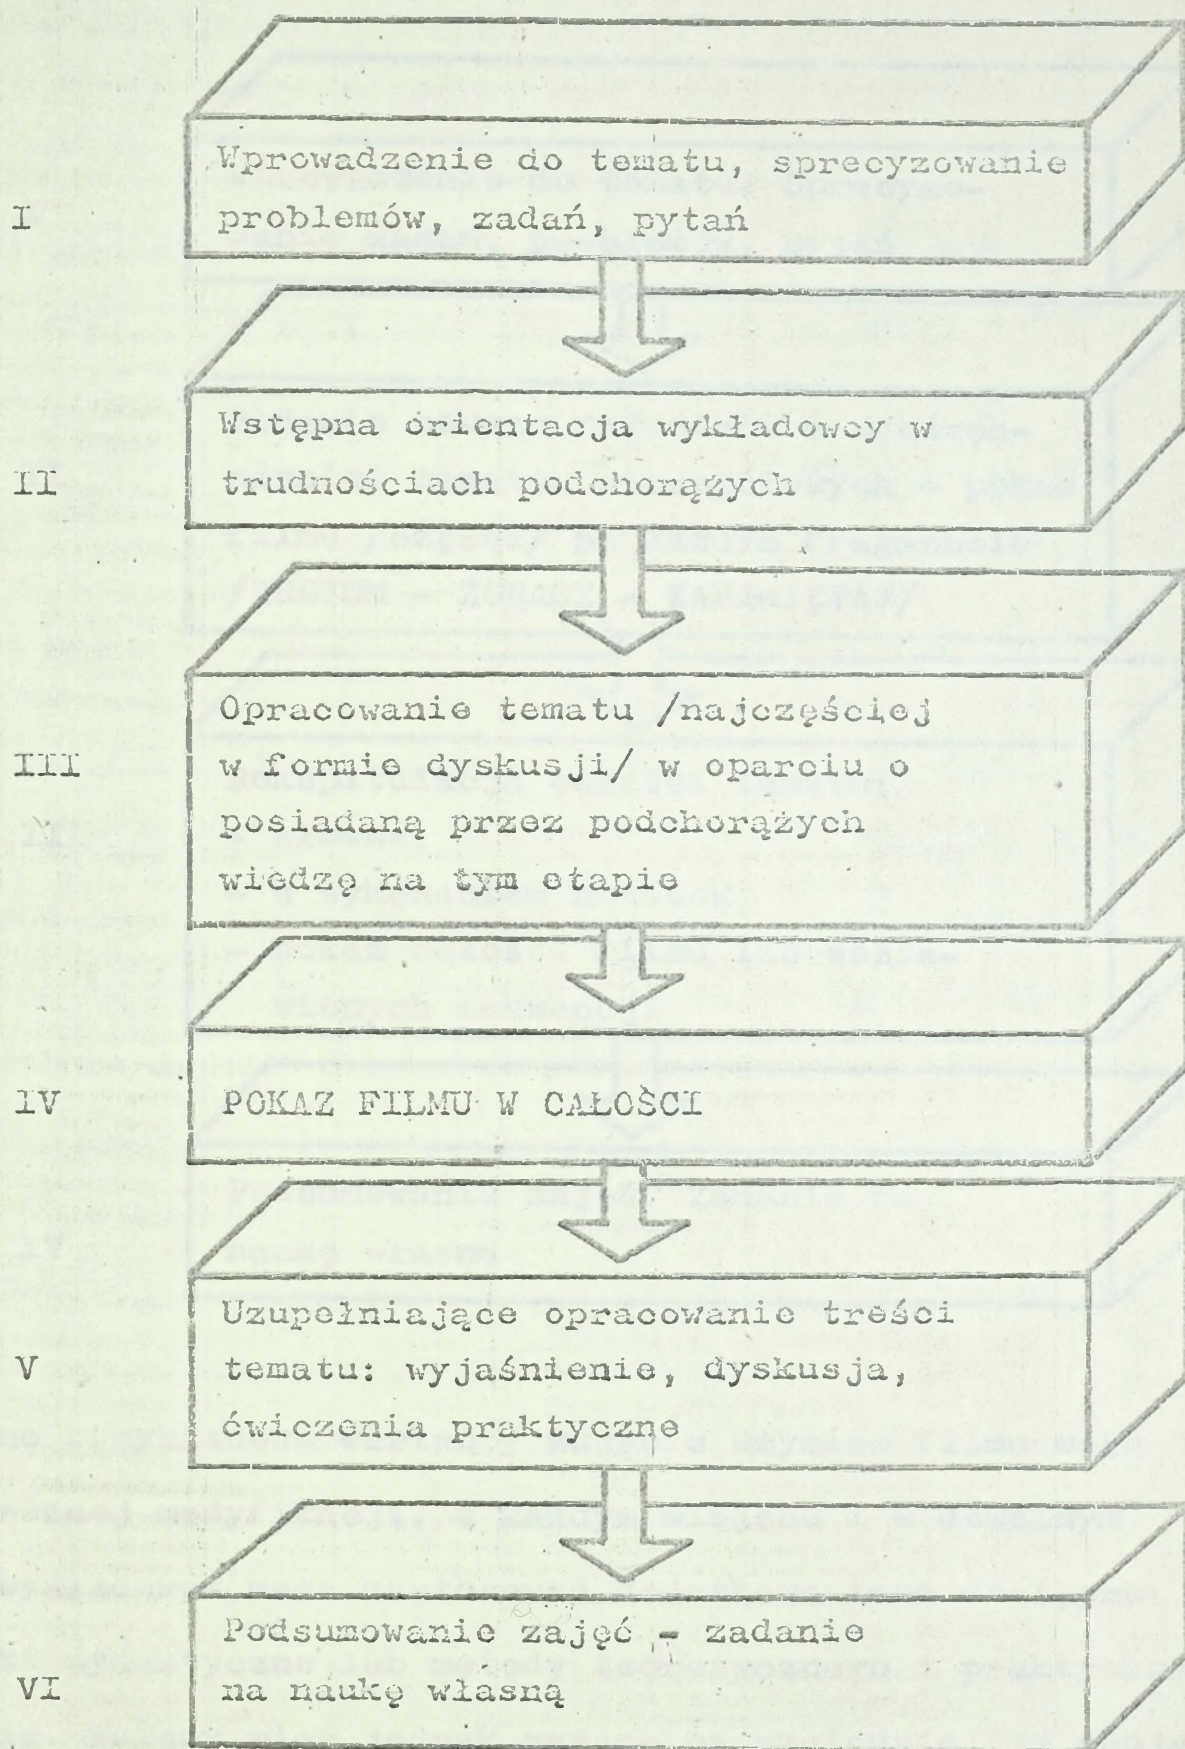 Wprowadzenie do tematu, sprecyzowanie
I problemów, zadań, pytań
Wstępna orientacja wykładowcy w
II trudnościach podchorążych
Opracowanie tematu /najczęściej
III w formie dyskusji/ w oparciu o
posiadaną przez podchorążych
wiedzę na tym etapie
IV POKAZ FILMU W CAŁOŚCI
Uzupełniające opracowanie treści
V tematu: wyjaśnienie, dyskusja,
ćwiczenia praktyczne
Podsumowanie zajęć - zadanie
VI na naukę własną